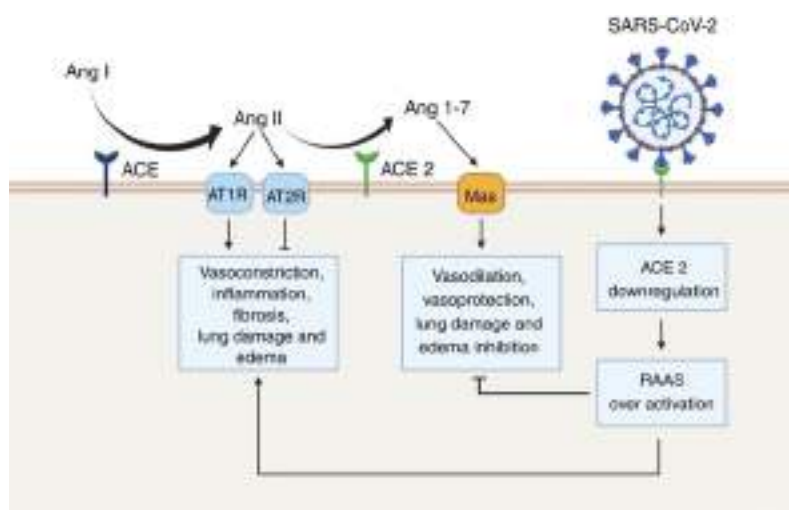 SARS-CoV-2
Ang I
Ang II
Ang 1-7
ACE
ACE 2
AT1R
AT2R
Mas
Vasoconstriction,
inflammation,
fibrosis,
lung damage and
edema
Vasodilation,
vasoprotection,
lung damage and
edema inhibition
ACE 2
downregulation
RAAS
over activation